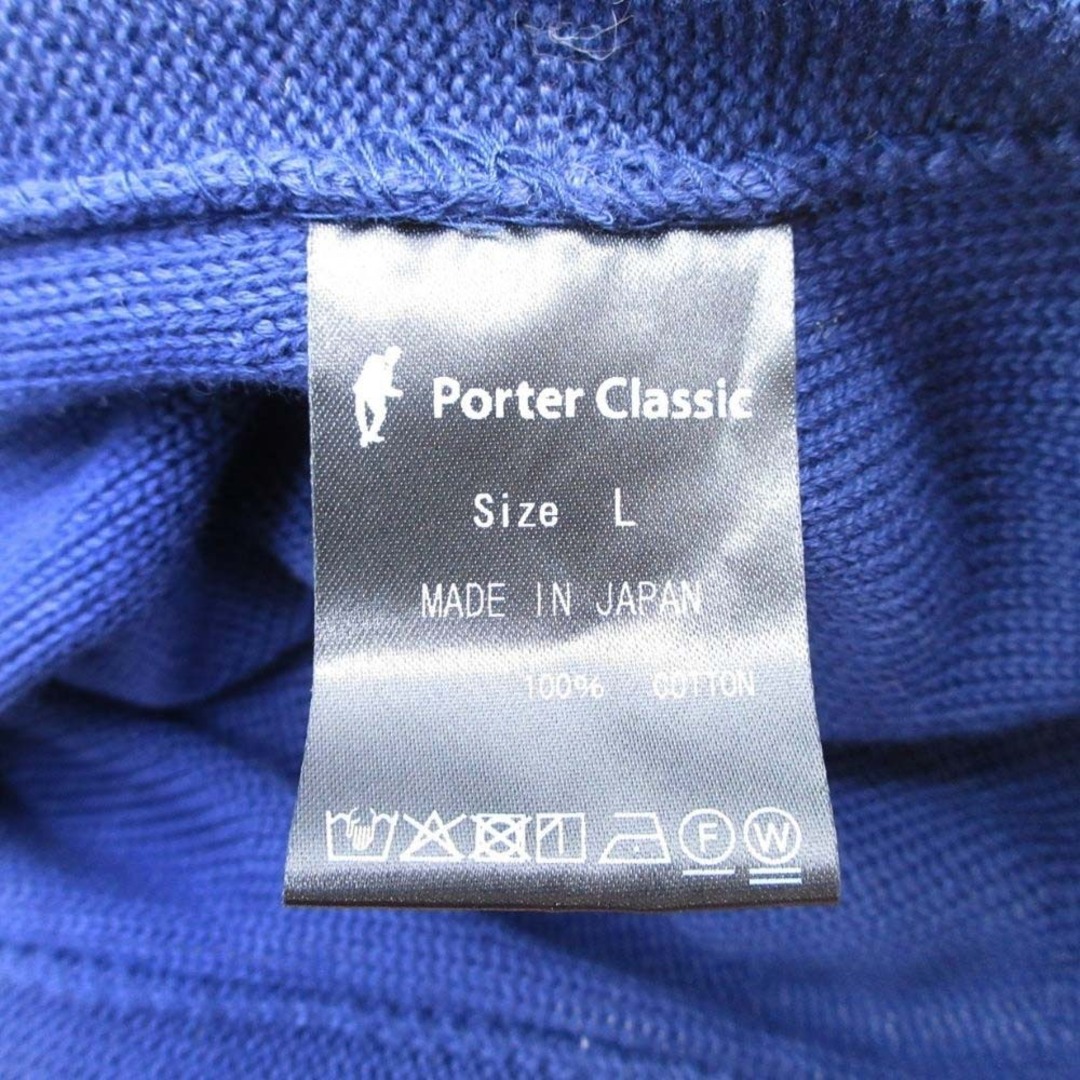 Porter Classic
Size L
MADE IN JAPAN
100% COTTON
F W